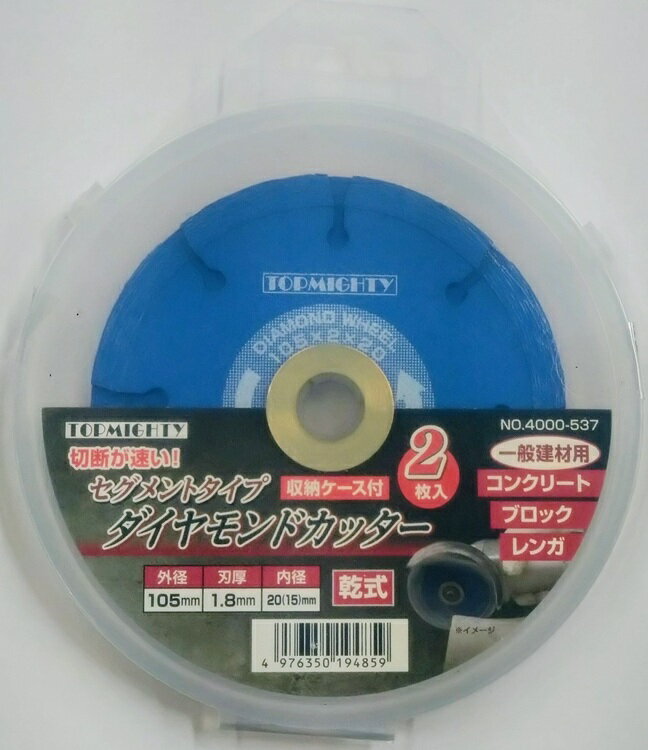 TOPMIGHTY
DIAMOND WHEEL
105×2×20
TOPMIGHTY
NO.4000-537
切断が速い!
セグメントタイプ
収納ケース付
2枚入
ダイヤモンドカッター
一般建材用
コンクリート
ブロック
レンガ
外径 刃厚 内径
105mm 1.8mm 20(15)mm
乾式
※イメージ
4 976350 194859